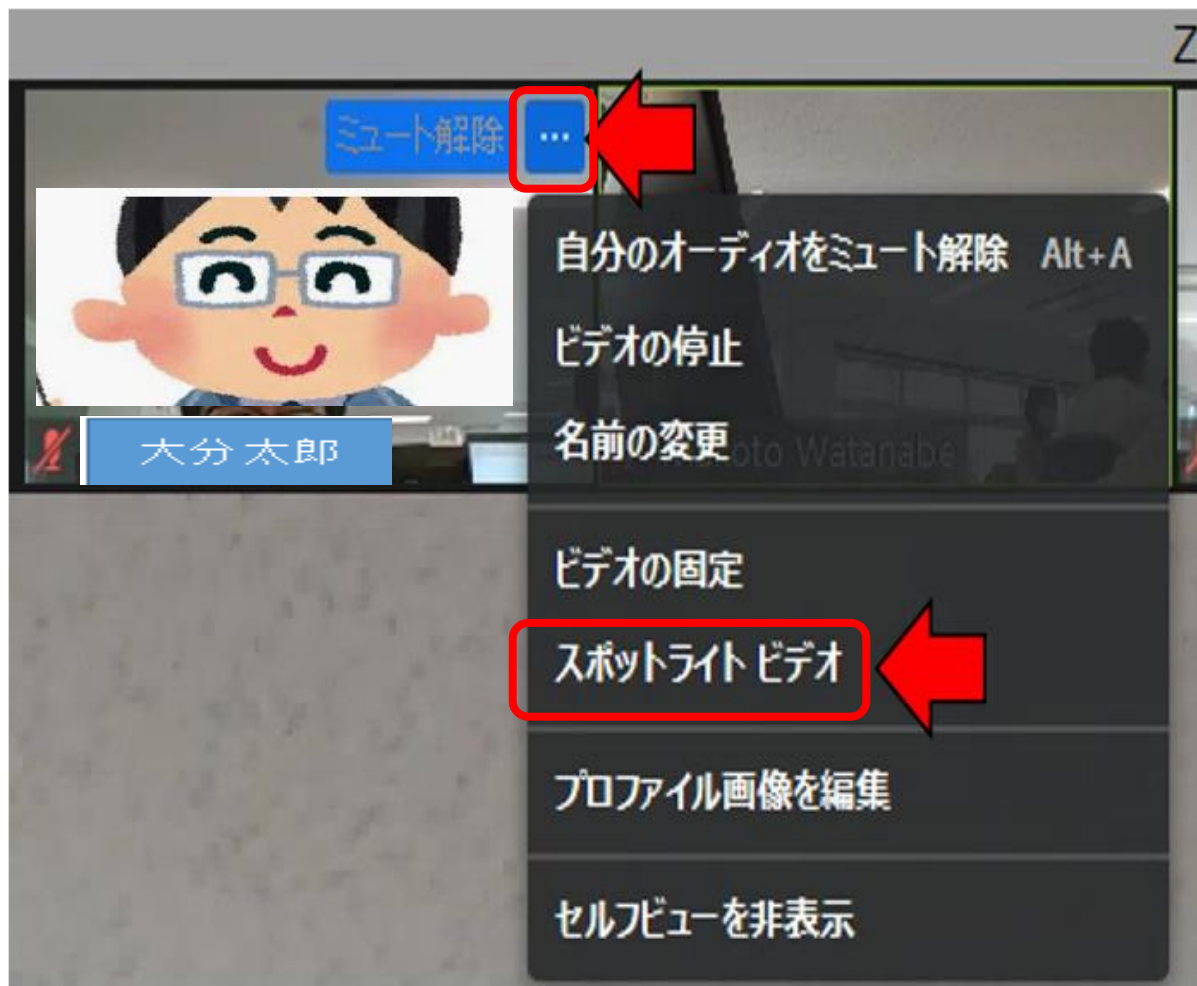 Z
ミュート解除 …
自分のオーディオをミュート解除 Alt+A
ビデオの停止
大分 太郎
名前の変更
Watanabe
ビデオの固定
スポットライト ビデオ
プロファイル画像を編集
セルフビューを非表示